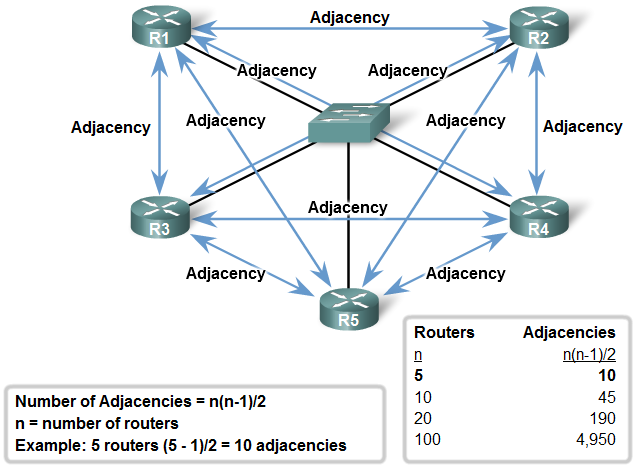 Adjacency
R1
R2
Adjacency
Adjacency
Adjacency
Adjacency
Adjacency
Adjacency
Adjacency
R3
R4
Adjacency
Adjacency
R5
Routers Adjacencies
n n(n-1)/2
5 10
10 45
20 190
100 4,950
Number of Adjacencies = n(n-1)/2
n = number of routers
Example: 5 routers (5 - 1)/2 = 10 adjacencies